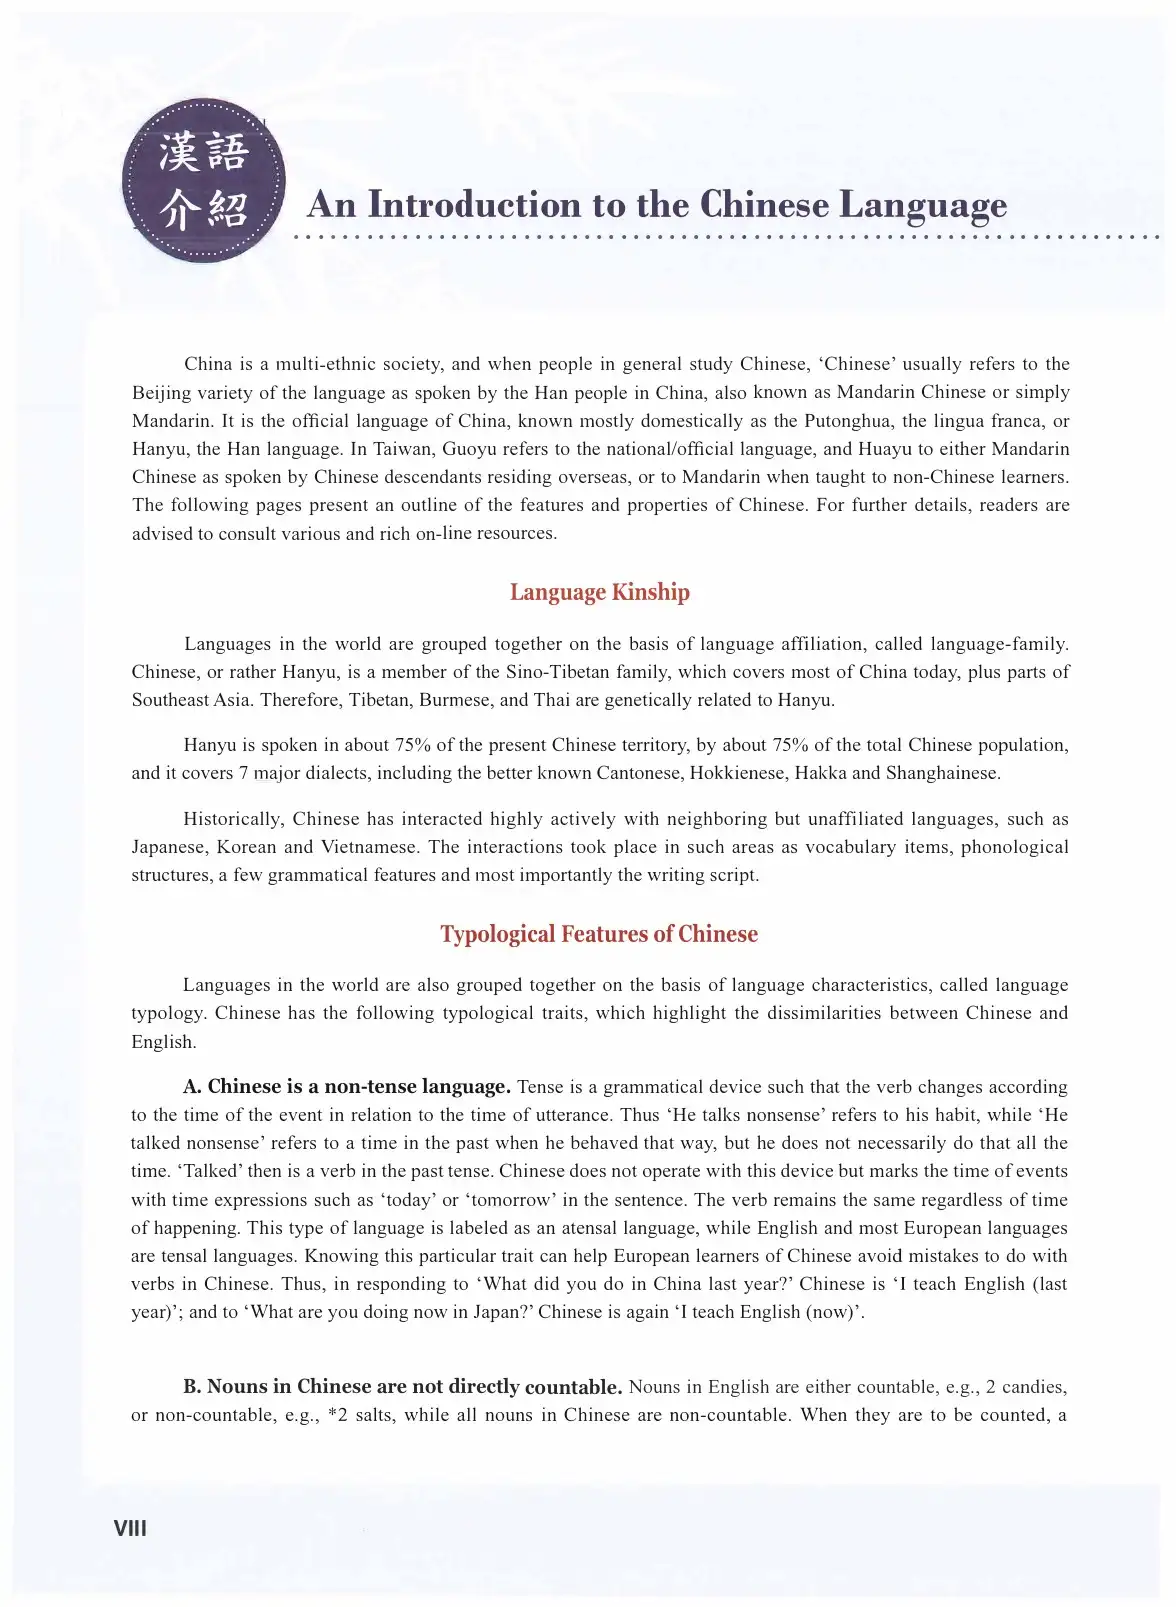 漢語
介紹
An Introduction to the Chinese Language
China is a multi-ethnic society, and when people in general study Chinese, ‘Chinese’ usually refers to the
Beijing variety of the language as spoken by the Han people in China, also known as Mandarin Chinese or simply
Mandarin. It is the official language of China, known mostly domestically as the Putonghua, the lingua franca, or
Hanyu, the Han language. In Taiwan, Guoyu refers to the national/official language, and Huayu to either Mandarin
Chinese as spoken by Chinese descendants residing overseas, or to Mandarin when taught to non-Chinese learners.
The following pages present an outline of the features and properties of Chinese. For further details, readers are
advised to consult various and rich on-line resources.
Language Kinship
Languages in the world are grouped together on the basis of language affiliation, called language-family.
Chinese, or rather Hanyu, is a member of the Sino-Tibetan family, which covers most of China today, plus parts of
Southeast Asia. Therefore, Tibetan, Burmese, and Thai are genetically related to Hanyu.
Hanyu is spoken in about 75% of the present Chinese territory, by about 75% of the total Chinese population,
and it covers 7 major dialects, including the better known Cantonese, Hokkienese, Hakka and Shanghainese.
Historically, Chinese has interacted highly actively with neighboring but unaffiliated languages, such as
Japanese, Korean and Vietnamese. The interactions took place in such areas as vocabulary items, phonological
structures, a few grammatical features and most importantly the writing script.
Typological Features of Chinese
Languages in the world are also grouped together on the basis of language characteristics, called language
typology. Chinese has the following typological traits, which highlight the dissimilarities between Chinese and
English.
A. Chinese is a non-tense language. Tense is a grammatical device such that the verb changes according
to the time of the event in relation to the time of utterance. Thus ‘He talks nonsense’ refers to his habit, while ‘He
talked nonsense’ refers to a time in the past when he behaved that way, but he does not necessarily do that all the
time. ‘Talked’ then is a verb in the past tense. Chinese does not operate with this device but marks the time of events
with time expressions such as ‘today’ or ‘tomorrow’ in the sentence. The verb remains the same regardless of time
of happening. This type of language is labeled as an atensal language, while English and most European languages
are tensal languages. Knowing this particular trait can help European learners of Chinese avoid mistakes to do with
verbs in Chinese. Thus, in responding to ‘What did you do in China last year?’ Chinese is ‘I teach English (last
year)’; and to ‘What are you doing now in Japan?’ Chinese is again ‘I teach English (now)’.
B. Nouns in Chinese are not directly countable. Nouns in English are either countable, e.g., 2 candies,
or non-countable, e.g., *2 salts, while all nouns in Chinese are non-countable. When they are to be counted, a
VIII